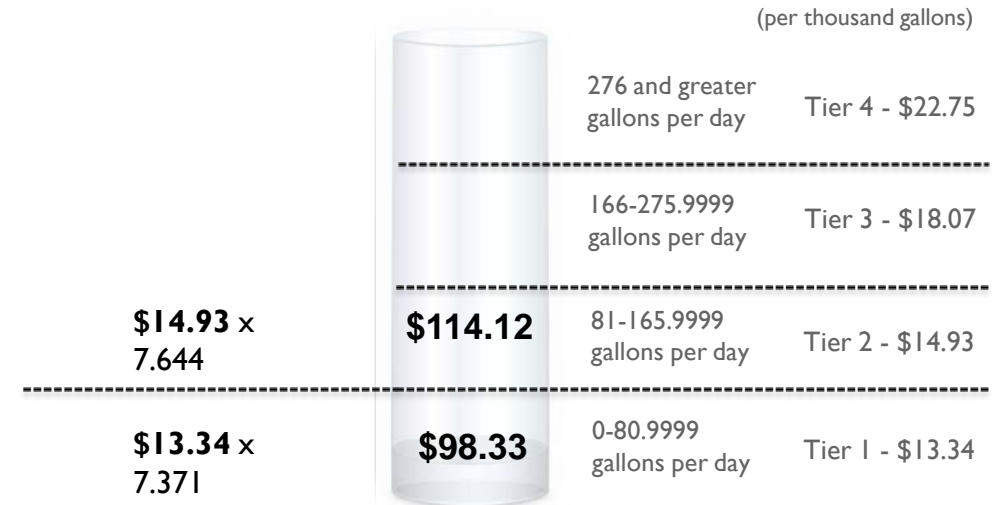 (per thousand gallons)
276 and greater
gallons per day
Tier 4 - $22.75
166-275.9999
gallons per day
Tier 3 - $18.07
$14.93 x
7.644
$114.12
81-165.9999
gallons per day
Tier 2 - $14.93
$13.34 x
7.371
$98.33
0-80.9999
gallons per day
Tier 1 - $13.34